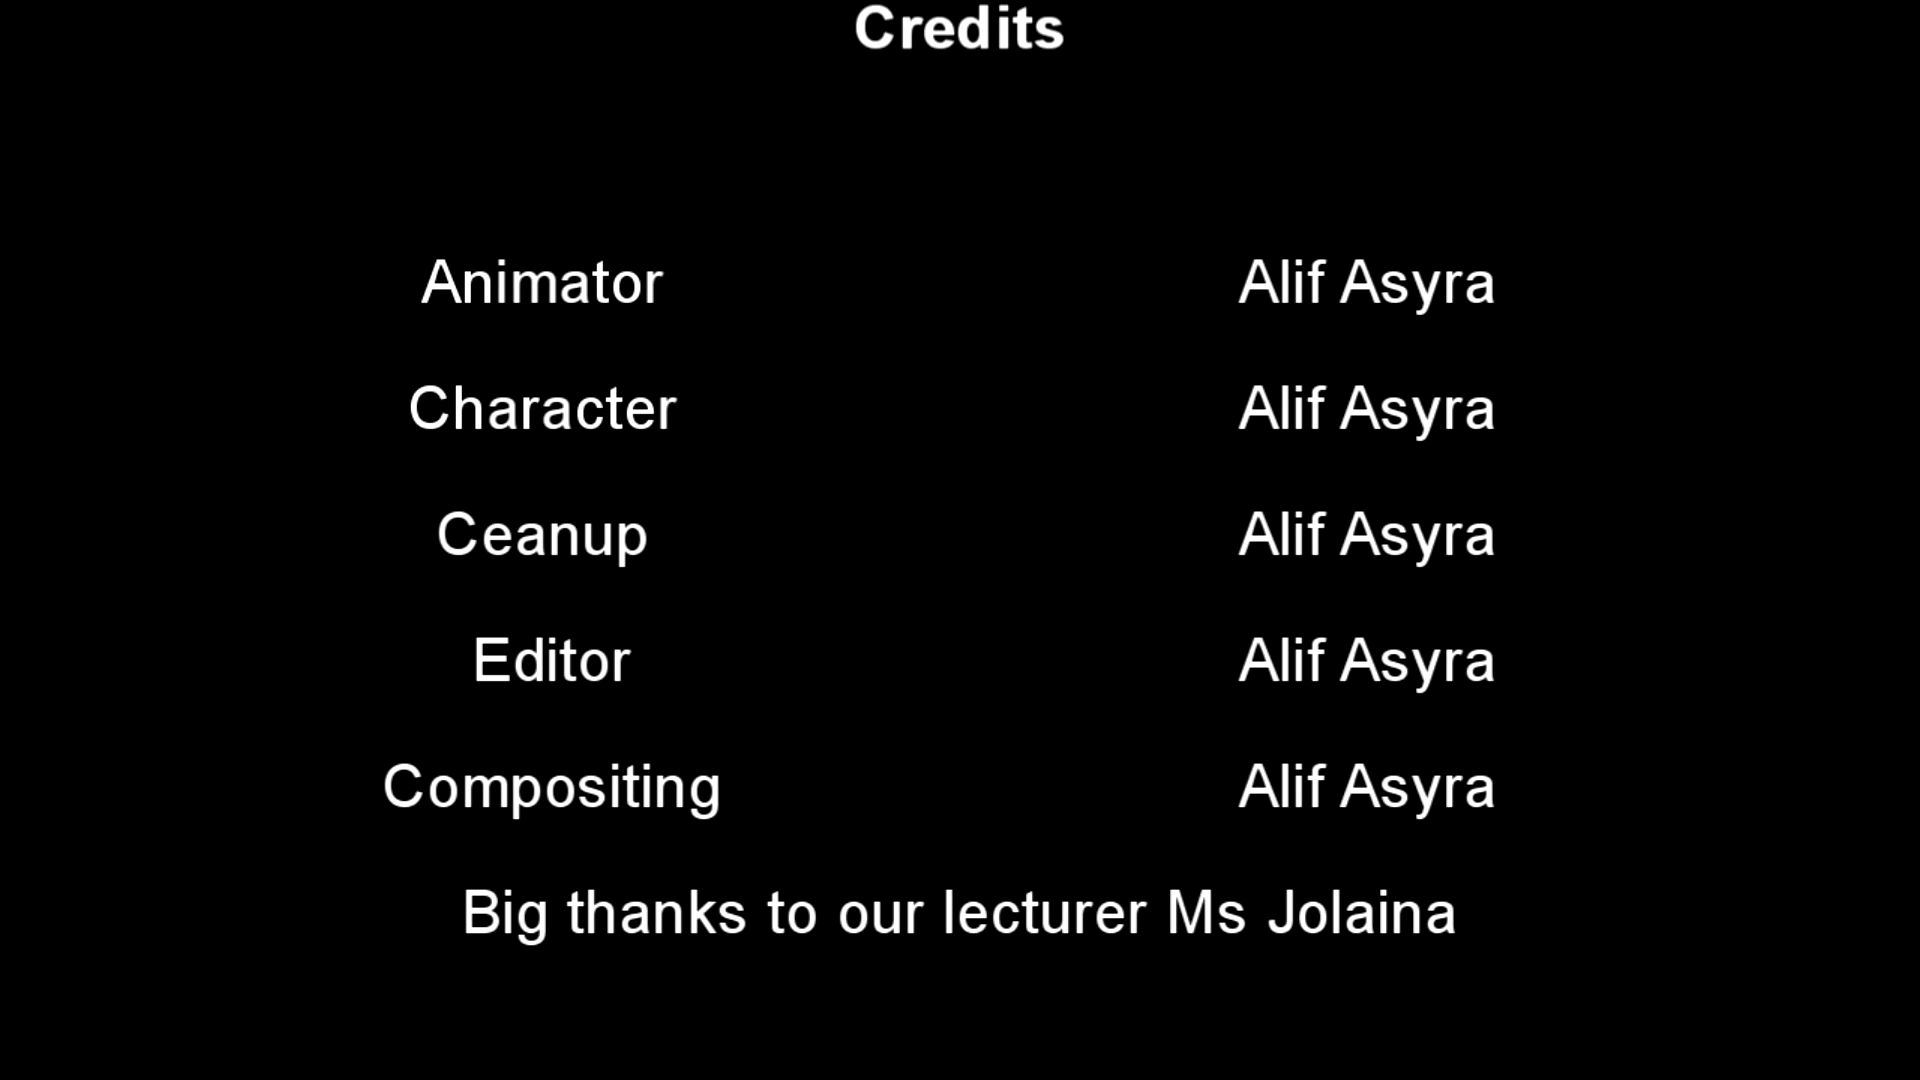 Credits
Animator Alif Asyra
Character Alif Asyra
Ceanup Alif Asyra
Editor Alif Asyra
Compositing Alif Asyra
Big thanks to our lecturer Ms Jolaina